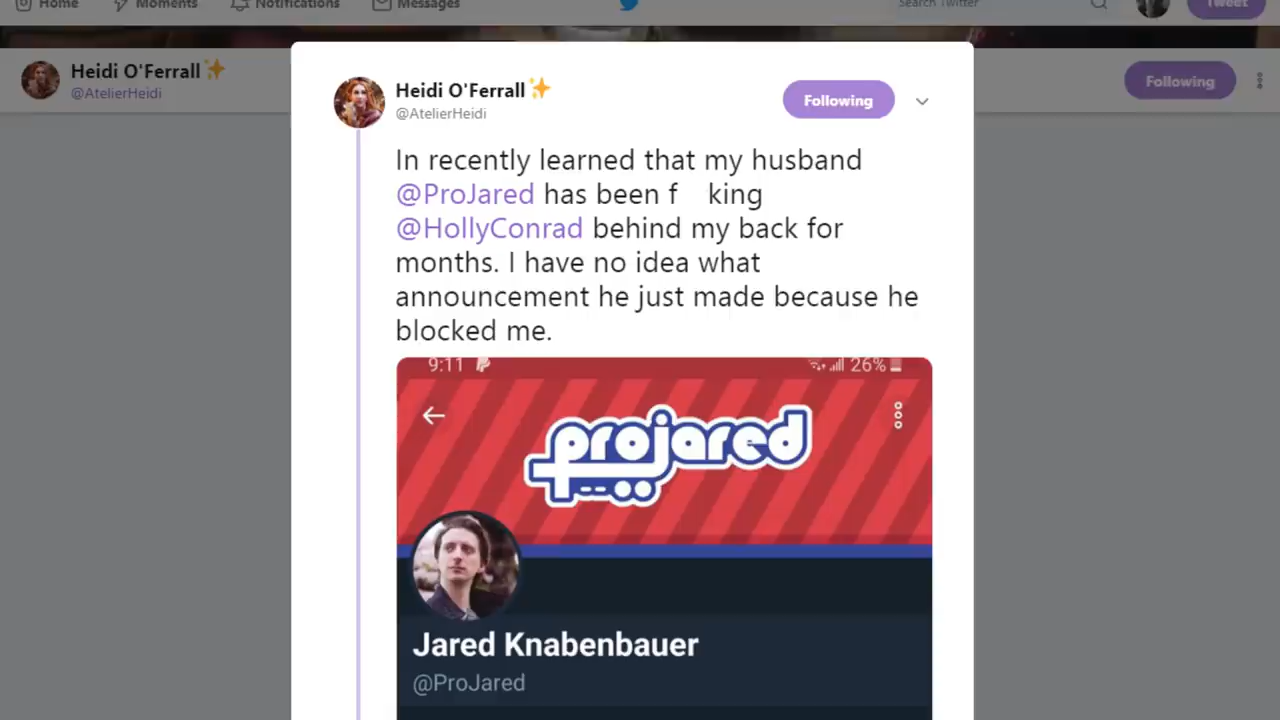 Home Moments Notifications Messages Search Twitter Tweet
Heidi O'Ferrall✨
@AtelierHeidi
Following
Heidi O'Ferrall✨
@AtelierHeidi
Following
In recently learned that my husband
@ProJared has been f king
@HollyConrad behind my back for
months. I have no idea what
announcement he just made because he
blocked me.
9:11 26%
projared
Jared Knabenbauer
@ProJared